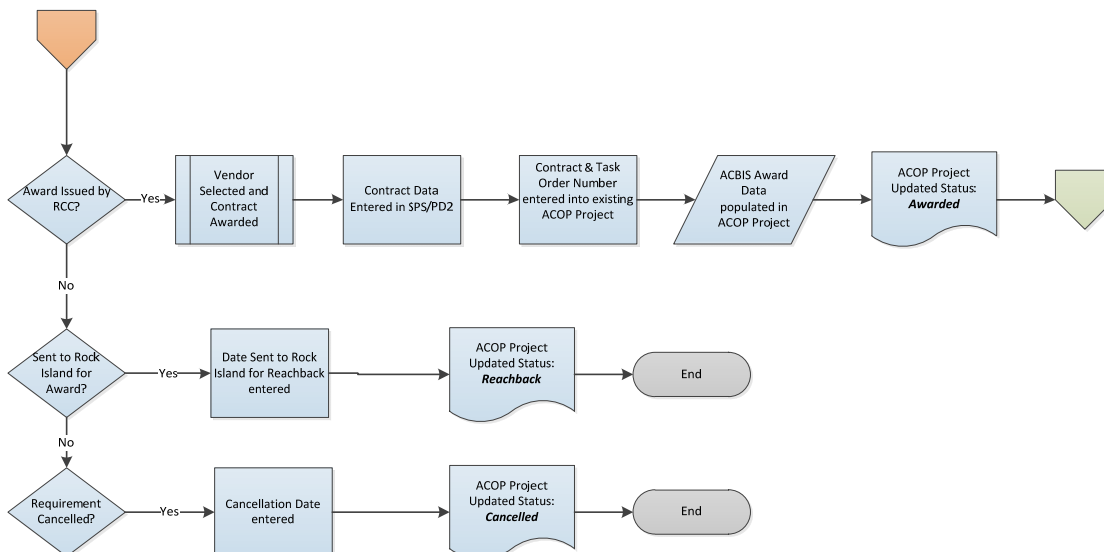 Award Issued by
RCC?
Yes
Vendor
Selected and
Contract
Awarded
Contract Data
Entered in SPS/PD2
Contract & Task
Order Number
entered into existing
ACOP Project
ACBIS Award
Data
populated in
ACOP Project
ACOP Project
Updated Status:
Awarded
No
Sent to Rock
Island for
Award?
Yes
Date Sent to Rock
Island for Reachback
entered
ACOP Project
Updated Status:
Reachback
End
No
Requirement
Cancelled?
Yes
Cancellation Date
entered
ACOP Project
Updated Status:
Cancelled
End